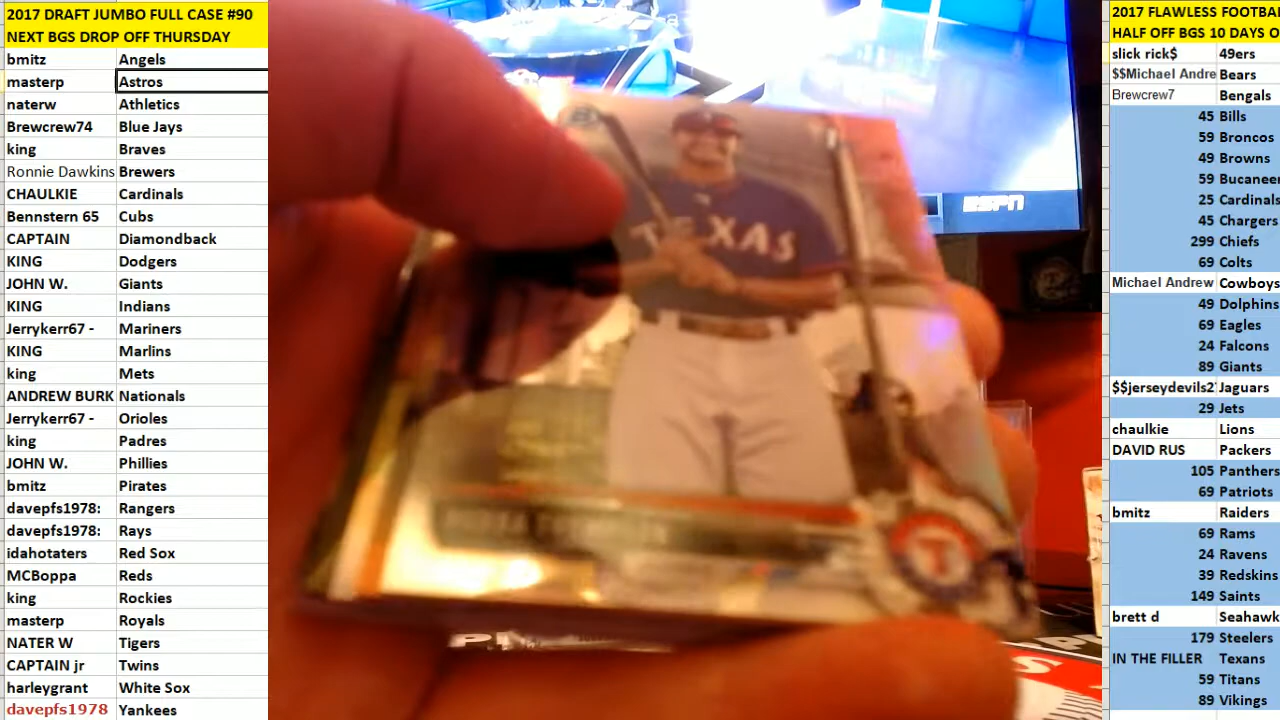 2017 DRAFT JUMBO FULL CASE #90
NEXT BGS DROP OFF THURSDAY
bmitz Angels
masterp Astros
naterw Athletics
Brewcrew74 Blue Jays
king Braves
Ronnie Dawkins Brewers
CHAULKIE Cardinals
Bennstern 65 Cubs
CAPTAIN Diamondback
KING Dodgers
JOHN W. Giants
KING Indians
Jerrykerr67 - Mariners
KING Marlins
king Mets
ANDREW BURK Nationals
Jerrykerr67 - Orioles
king Padres
JOHN W. Phillies
bmitz Pirates
davepfs1978: Rangers
davepfs1978: Rays
idahotaters Red Sox
MCBoppa Reds
king Rockies
masterp Royals
NATER W Tigers
CAPTAIN jr Twins
harleygrant White Sox
davepfs1978 Yankees
ESPN
TEXAS
T
2017 FLAWLESS FOOTBA
HALF OFF BGS 10 DAYS O
slick rick$ 49ers
$$Michael Andre Bears
Brewcrew7 Bengals
45 Bills
59 Broncos
49 Browns
59 Bucaneer
25 Cardinals
45 Chargers
299 Chiefs
69 Colts
Michael Andrew Cowboys
49 Dolphins
69 Eagles
24 Falcons
89 Giants
$$jerseydevils2 Jaguars
29 Jets
chaulkie Lions
DAVID RUS Packers
105 Panthers
69 Patriots
bmitz Raiders
69 Rams
24 Ravens
39 Redskins
149 Saints
brett d Seahawk
179 Steelers
IN THE FILLER Texans
59 Titans
89 Vikings